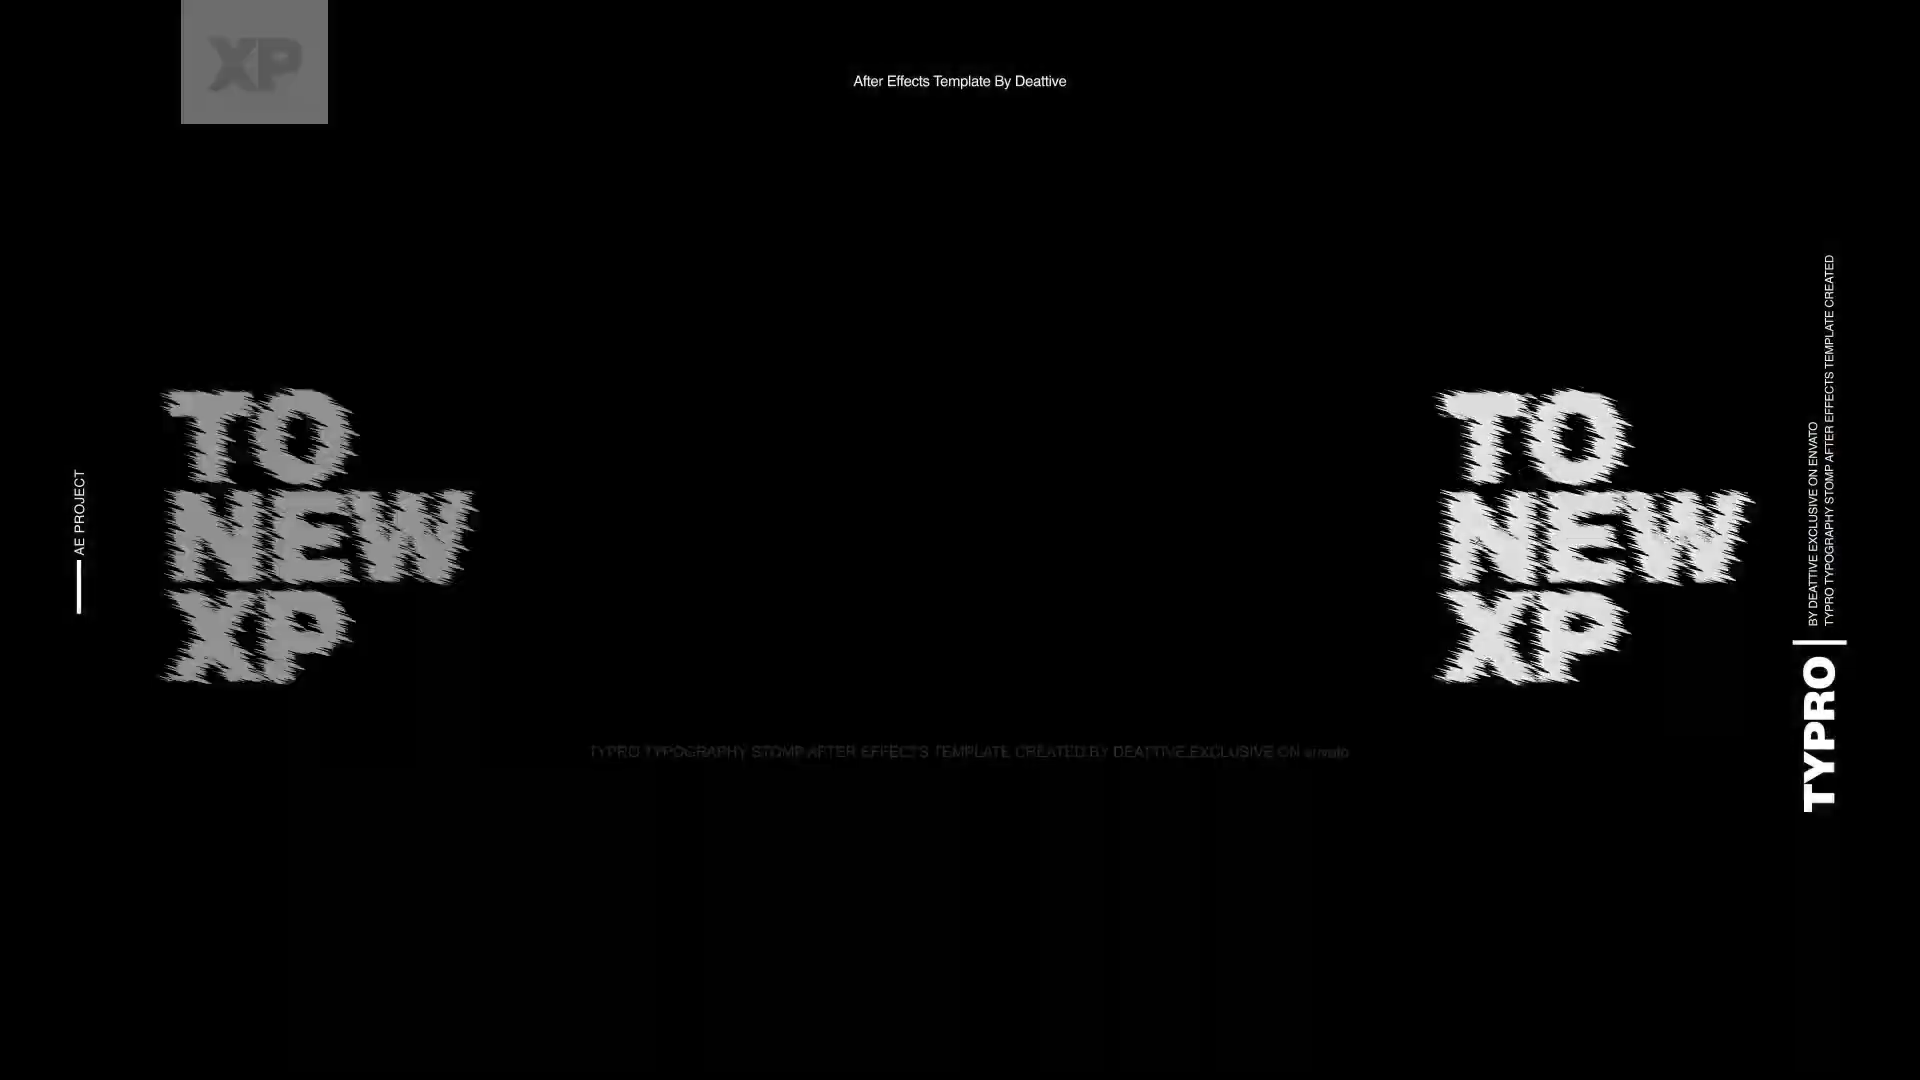 XP
After Effects Template By Deattive
AE PROJECT
TO
NEW
XP
TO
NEW
XP
BY DEATTIVE EXCLUSIVE ON ENVATO
TYPRO TYPOGRAPHY STOMP AFTER EFFECTS TEMPLATE CREATED
TYPRO
TYPRO TYPOGRAPHY STOMP AFTER EFFECTS TEMPLATE CREATED BY DEATTIVE EXCLUSIVE ON envato